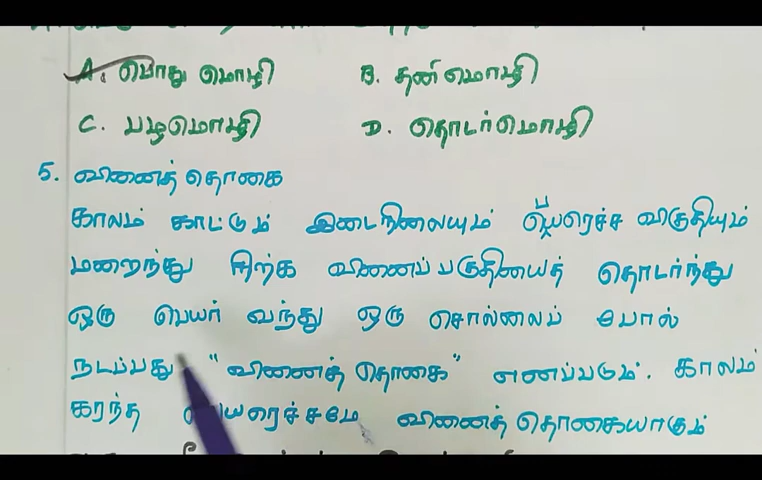 A. பொது மொழி B. தனிமொழி
C. பழமொழி D. தொடர்மொழி
5. வினைத் தொகை
காலம் காட்டும் இடைநிலையும் பெயரெச்ச விகுதியும்
மறைந்து நிற்க வினைப் பகுதியைத் தொடர்ந்து
ஒரு பெயர் வந்து ஒரு சொல்லைப் போல்
நடப்பது "வினைத் தொகை" எனப்படும். காலம்
கரந்த பெயரெச்சமே வினைத் தொகையாகும்